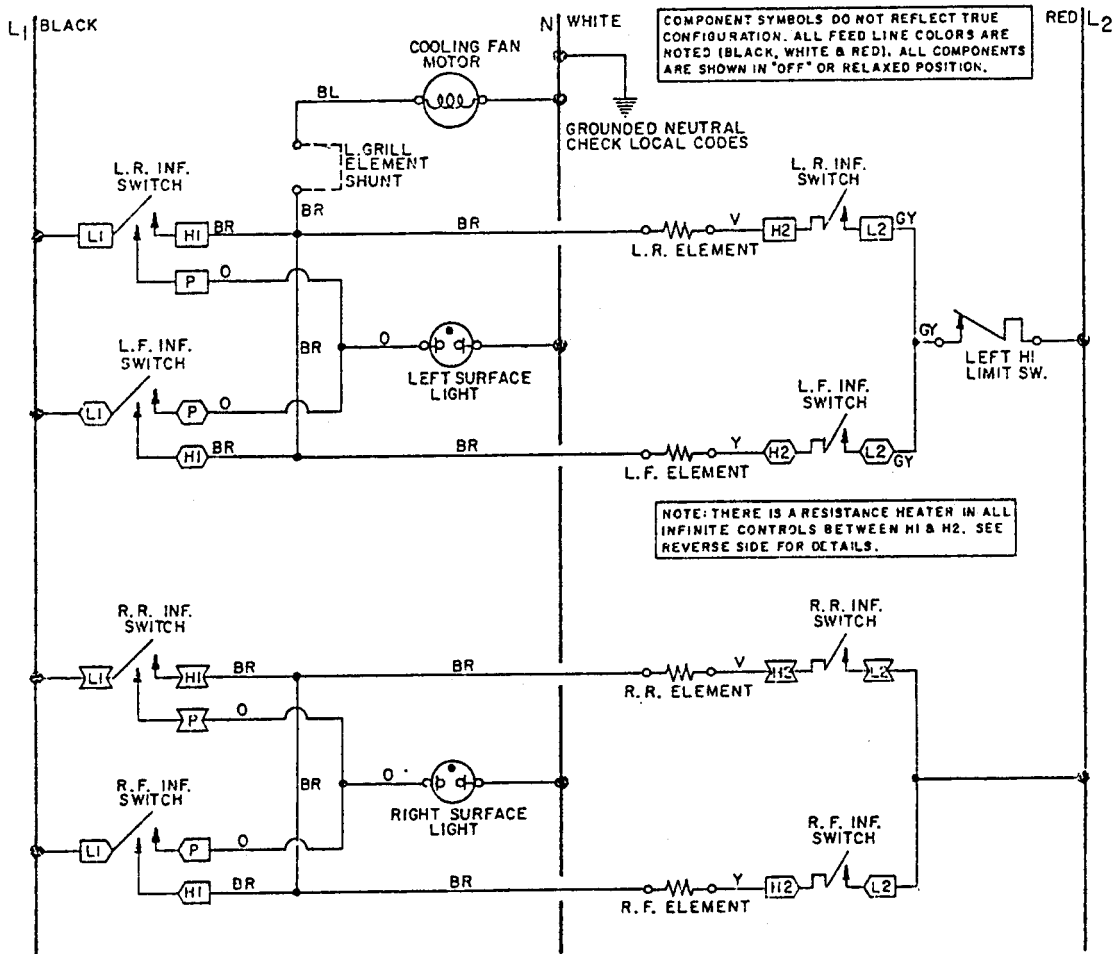 L1 BLACK
N WHITE
RED L2
COMPONENT SYMBOLS DO NOT REFLECT TRUE
CONFIGURATION. ALL FEED LINE COLORS ARE
NOTED (BLACK, WHITE & RED). ALL COMPONENTS
ARE SHOWN IN "OFF" OR RELAXED POSITION.
COOLING FAN
MOTOR
BL
GROUNDED NEUTRAL
CHECK LOCAL CODES
L. GRILL
ELEMENT
SHUNT
L.R. INF.
SWITCH
L.R. INF.
SWITCH
BR
L1
H1
BR
BR
V
H2
L2
GY
L.R. ELEMENT
P
O
L.F. INF.
SWITCH
BR
O
GY
LEFT HI
LIMIT SW.
LEFT SURFACE
LIGHT
L.F. INF.
SWITCH
L1
P
O
H1
BR
BR
Y
H2
L2
GY
L.F. ELEMENT
NOTE: THERE IS A RESISTANCE HEATER IN ALL
INFINITE CONTROLS BETWEEN H1 & H2. SEE
REVERSE SIDE FOR DETAILS.
R.R. INF.
SWITCH
R.R. INF.
SWITCH
L1
H1
BR
BR
V
H2
L2
R.R. ELEMENT
P
O
R.F. INF.
SWITCH
BR
O
RIGHT SURFACE
LIGHT
R.F. INF.
SWITCH
L1
P
O
H1
BR
BR
Y
H2
L2
R.F. ELEMENT